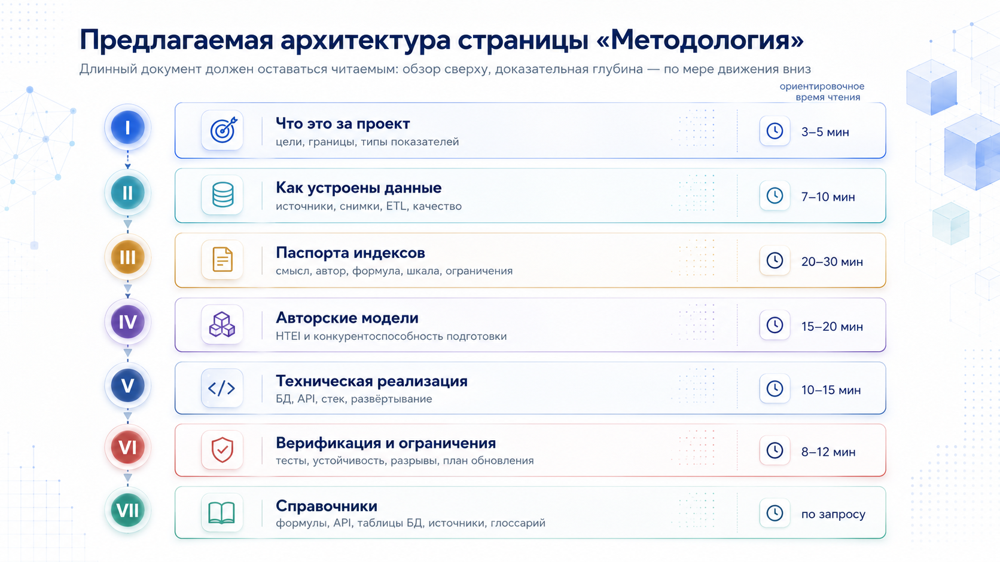 Предлагаемая архитектура страницы «Методология»
Длинный документ должен оставаться читаемым: обзор сверху, доказательная глубина — по мере движения вниз
ориентировочное
время чтения
I
Что это за проект
цели, границы, типы показателей
3–5 мин
II
Как устроены данные
источники, снимки, ETL, качество
7–10 мин
III
Паспорта индексов
смысл, автор, формула, шкала, ограничения
20–30 мин
IV
Авторские модели
HTEI и конкурентоспособность подготовки
15–20 мин
V
Техническая реализация
БД, API, стек, развёртывание
10–15 мин
VI
Верификация и ограничения
тесты, устойчивость, разрывы, план обновления
8–12 мин
VII
Справочники
формулы, API, таблицы БД, источники, глоссарий
по запросу